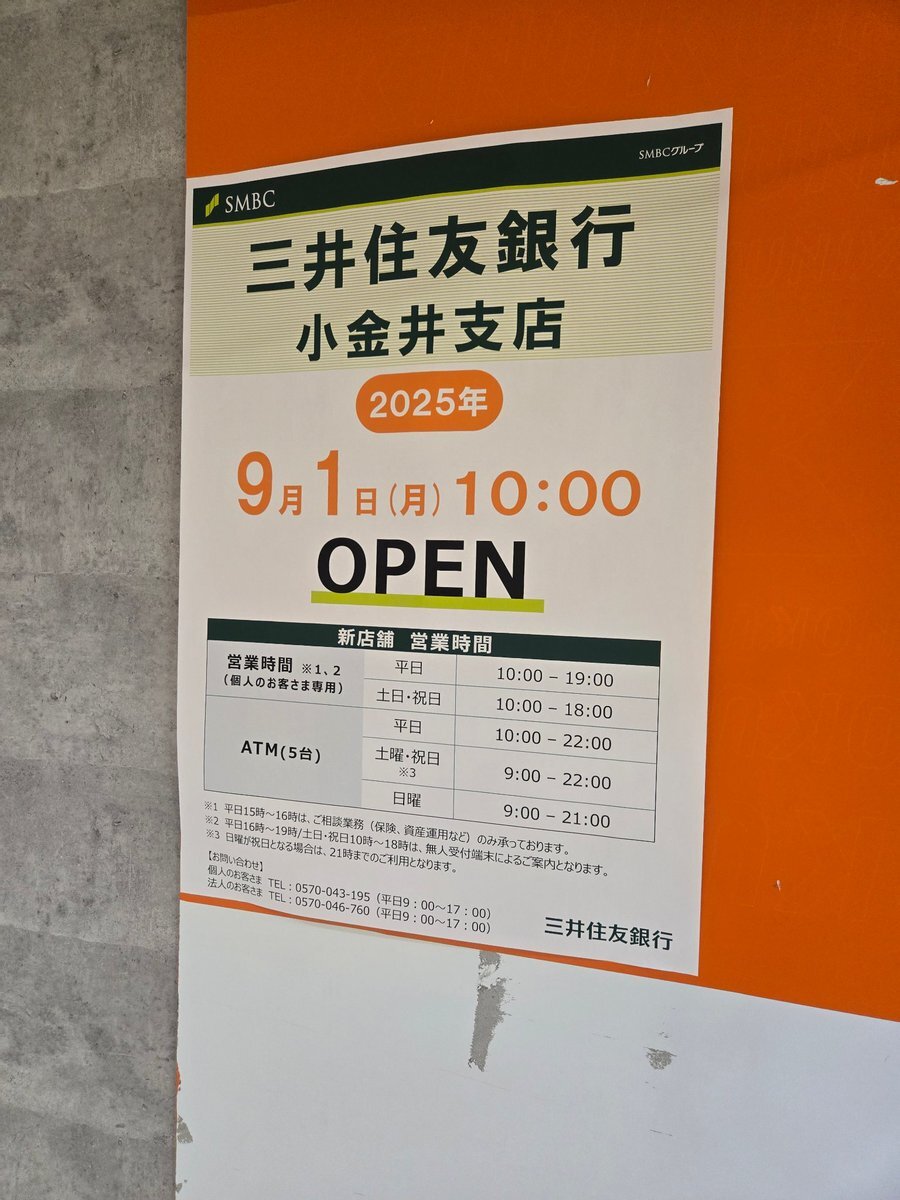 SMBC
SMBCグループ
三井住友銀行
小金井支店
2025年
9月1日(月)10:00
OPEN
新店舗 営業時間
営業時間 ※1、2
(個人のお客さま専用)
平日 10:00 – 19:00
土日・祝日 10:00 – 18:00
ATM(5台)
平日 10:00 – 22:00
土曜・祝日 ※3 9:00 – 22:00
日曜 9:00 – 21:00
※1 平日15時~16時は、ご相談業務(保険、資産運用など)のみ承っております。
※2 平日16時~19時/土日・祝日10時~18時は、無人受付端末によるご案内となります。
※3 日曜が祝日となる場合は、21時までのご利用となります。
【お問い合わせ】
個人のお客さま TEL:0570-043-195(平日9:00~17:00)
法人のお客さま TEL:0570-046-760(平日9:00~17:00)
三井住友銀行